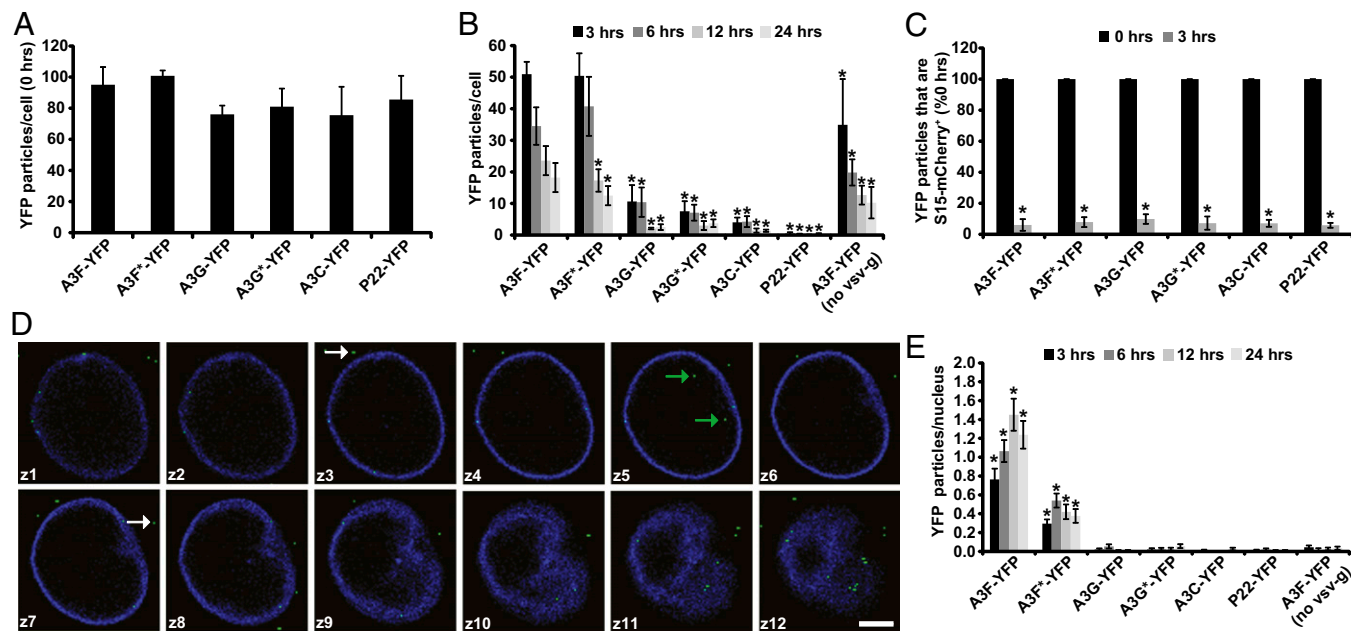 A
YFP particles/cell (0 hrs)
120
100
80
60
40
20
0
A3F-YFP
A3F*-YFP
A3G-YFP
A3G*-YFP
A3C-YFP
P22-YFP
B
3 hrs 6 hrs 12 hrs 24 hrs
YFP particles/cell
60
50
40
30
20
10
0
* * * * * * * * * * * * * * * * * * * * * *
A3F-YFP
A3F*-YFP
A3G-YFP
A3G*-YFP
A3C-YFP
P22-YFP
A3F-YFP
(no vsv-g)
C
0 hrs 3 hrs
YFP particles that are
S15-mCherry+ (%0 hrs)
120
100
80
60
40
20
0
* * * * * *
A3F-YFP
A3F*-YFP
A3G-YFP
A3G*-YFP
A3C-YFP
P22-YFP
D
z1 z2 z3 z4 z5 z6
z7 z8 z9 z10 z11 z12
E
3 hrs 6 hrs 12 hrs 24 hrs
YFP particles/nucleus
2.0
1.8
1.6
1.4
1.2
1.0
0.8
0.6
0.4
0.2
0.0
* * * * * * * *
A3F-YFP
A3F*-YFP
A3G-YFP
A3G*-YFP
A3C-YFP
P22-YFP
A3F-YFP
(no vsv-g)